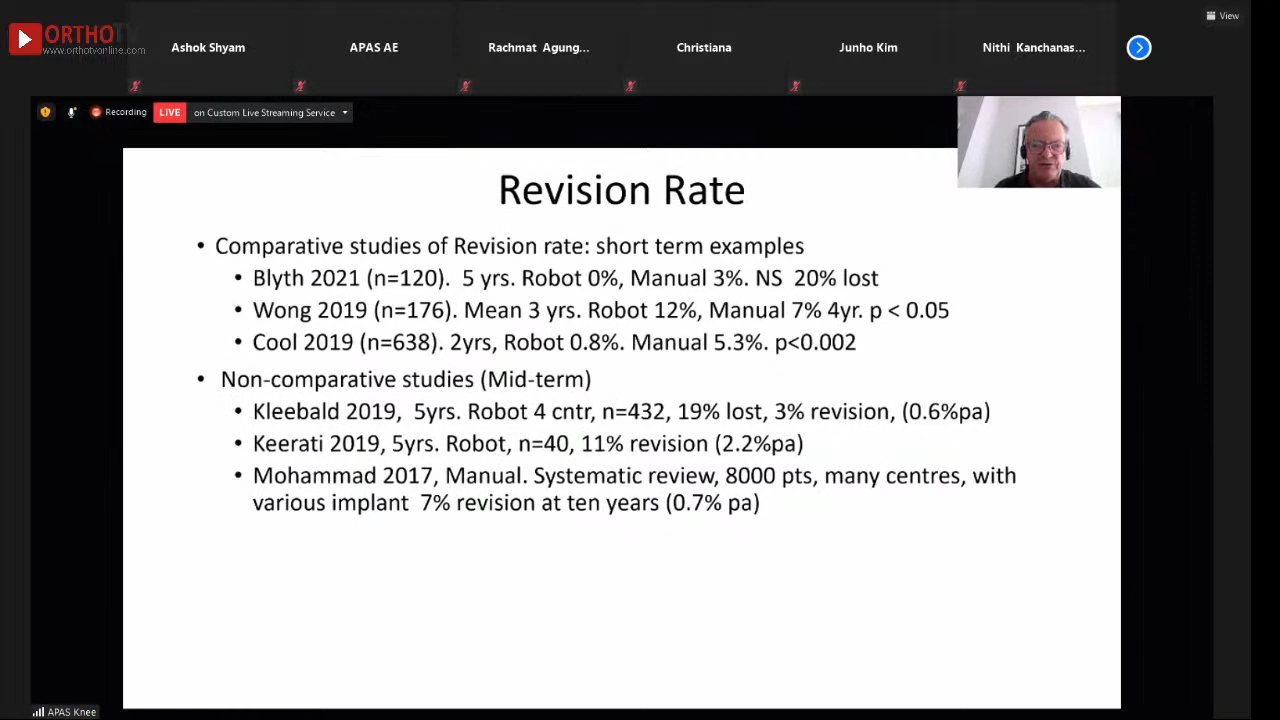 ORTHOTV
www.orthotvonline.com
View
Ashok Shyam
APAS AE
Rachmat Agung...
Christiana
Junho Kim
Nithi Kanchanas...
Recording
LIVE
on Custom Live Streaming Service
Revision Rate
• Comparative studies of Revision rate: short term examples
• Blyth 2021 (n=120). 5 yrs. Robot 0%, Manual 3%. NS 20% lost
• Wong 2019 (n=176). Mean 3 yrs. Robot 12%, Manual 7% 4yr. p < 0.05
• Cool 2019 (n=638). 2yrs, Robot 0.8%. Manual 5.3%. p<0.002
• Non-comparative studies (Mid-term)
• Kleebald 2019, 5yrs. Robot 4 cntr, n=432, 19% lost, 3% revision, (0.6%pa)
• Keerati 2019, 5yrs. Robot, n=40, 11% revision (2.2%pa)
• Mohammad 2017, Manual. Systematic review, 8000 pts, many centres, with
various implant 7% revision at ten years (0.7% pa)
APAS Knee